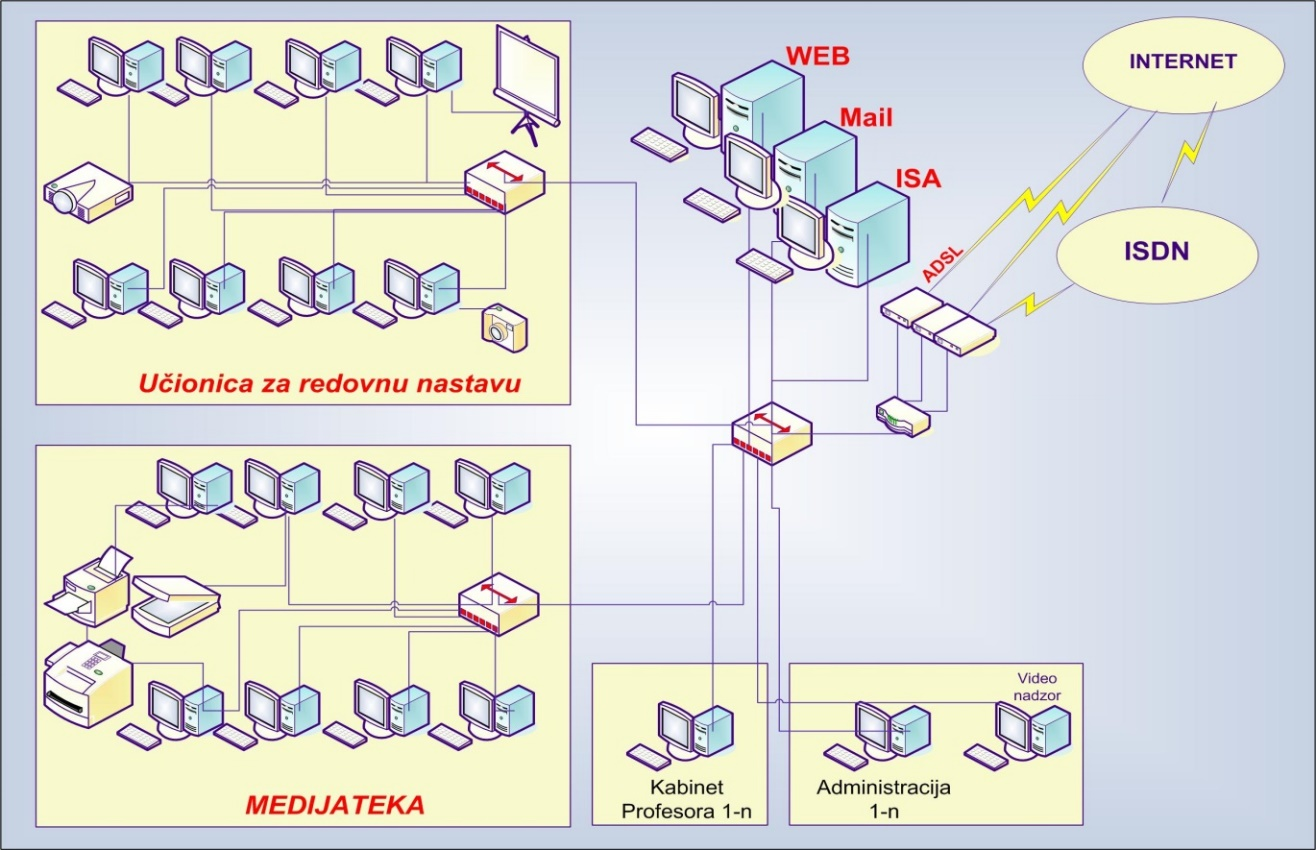 WEB
Mail
ISA
INTERNET
ISDN
ADSL
Učionica za redovnu nastavu
MEDIJATEKA
Kabinet
Profesora 1-n
Administracija
1-n
Video
nadzor